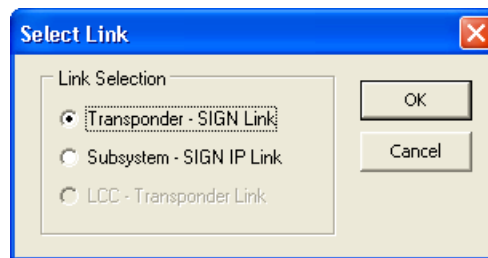 Select Link
Link Selection
Transponder - SIGN Link
Subsystem - SIGN IP Link
LCC - Transponder Link
OK
Cancel